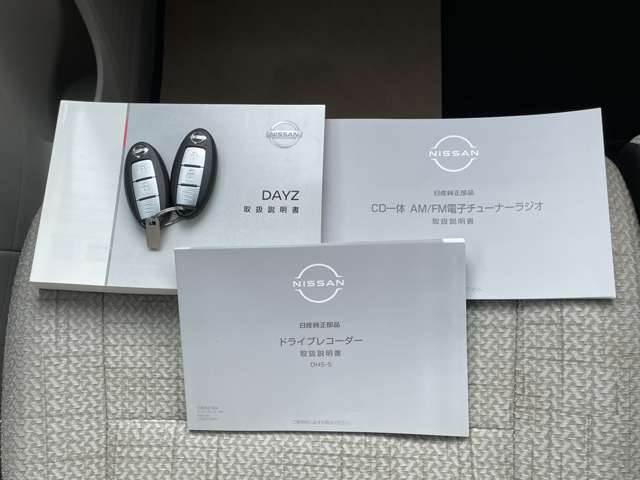 NISSAN
DAYZ
取扱説明書
NISSAN
日産純正部品
CD一体 AM/FM電子チューナーラジオ
取扱説明書
NISSAN
日産純正部品
ドライブレコーダー
取扱説明書
DH5-S